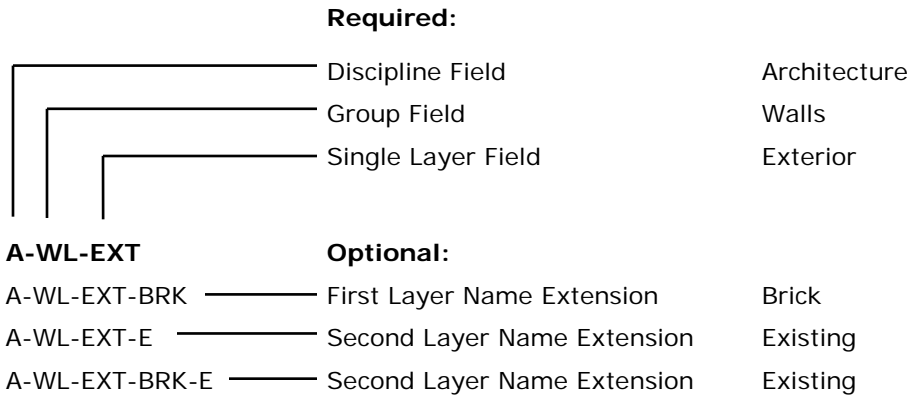 Required:
Discipline Field Architecture
Group Field Walls
Single Layer Field Exterior
A-WL-EXT Optional:
A-WL-EXT-BRK First Layer Name Extension Brick
A-WL-EXT-E Second Layer Name Extension Existing
A-WL-EXT-BRK-E Second Layer Name Extension Existing